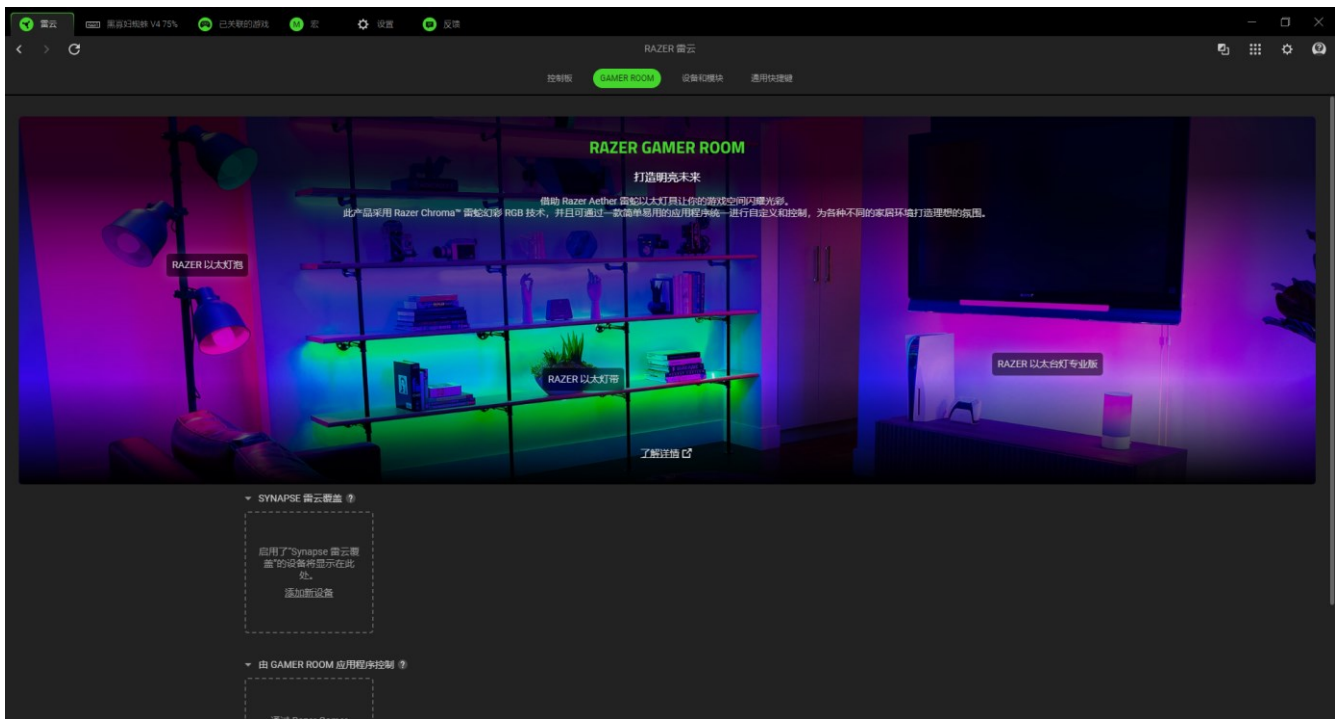 雷云
黑寡妇蜘蛛 V4 75%
已关联的游戏
M
宏
设置
反馈
RAZER 雷云
控制板
GAMER ROOM
设备和模块
通用快捷键
RAZER GAMER ROOM
打造明亮未来
借助 Razer Aether 雷蛇以太灯具让你的游戏空间闪耀光彩。
此产品采用 Razer Chroma™ 雷蛇幻彩 RGB 技术，并且可通过一款简单易用的应用程序统一进行自定义和控制，为各种不同的家居环境打造理想的氛围。
RAZER 以太灯泡
RAZER 以太灯带
RAZER 以太台灯专业版
了解详情
SYNAPSE 雷云覆盖 ?
启用了“Synapse 雷云覆
盖”的设备将显示在此
处。
添加新设备
由 GAMER ROOM 应用程序控制 ?
通过 Razer Gamer